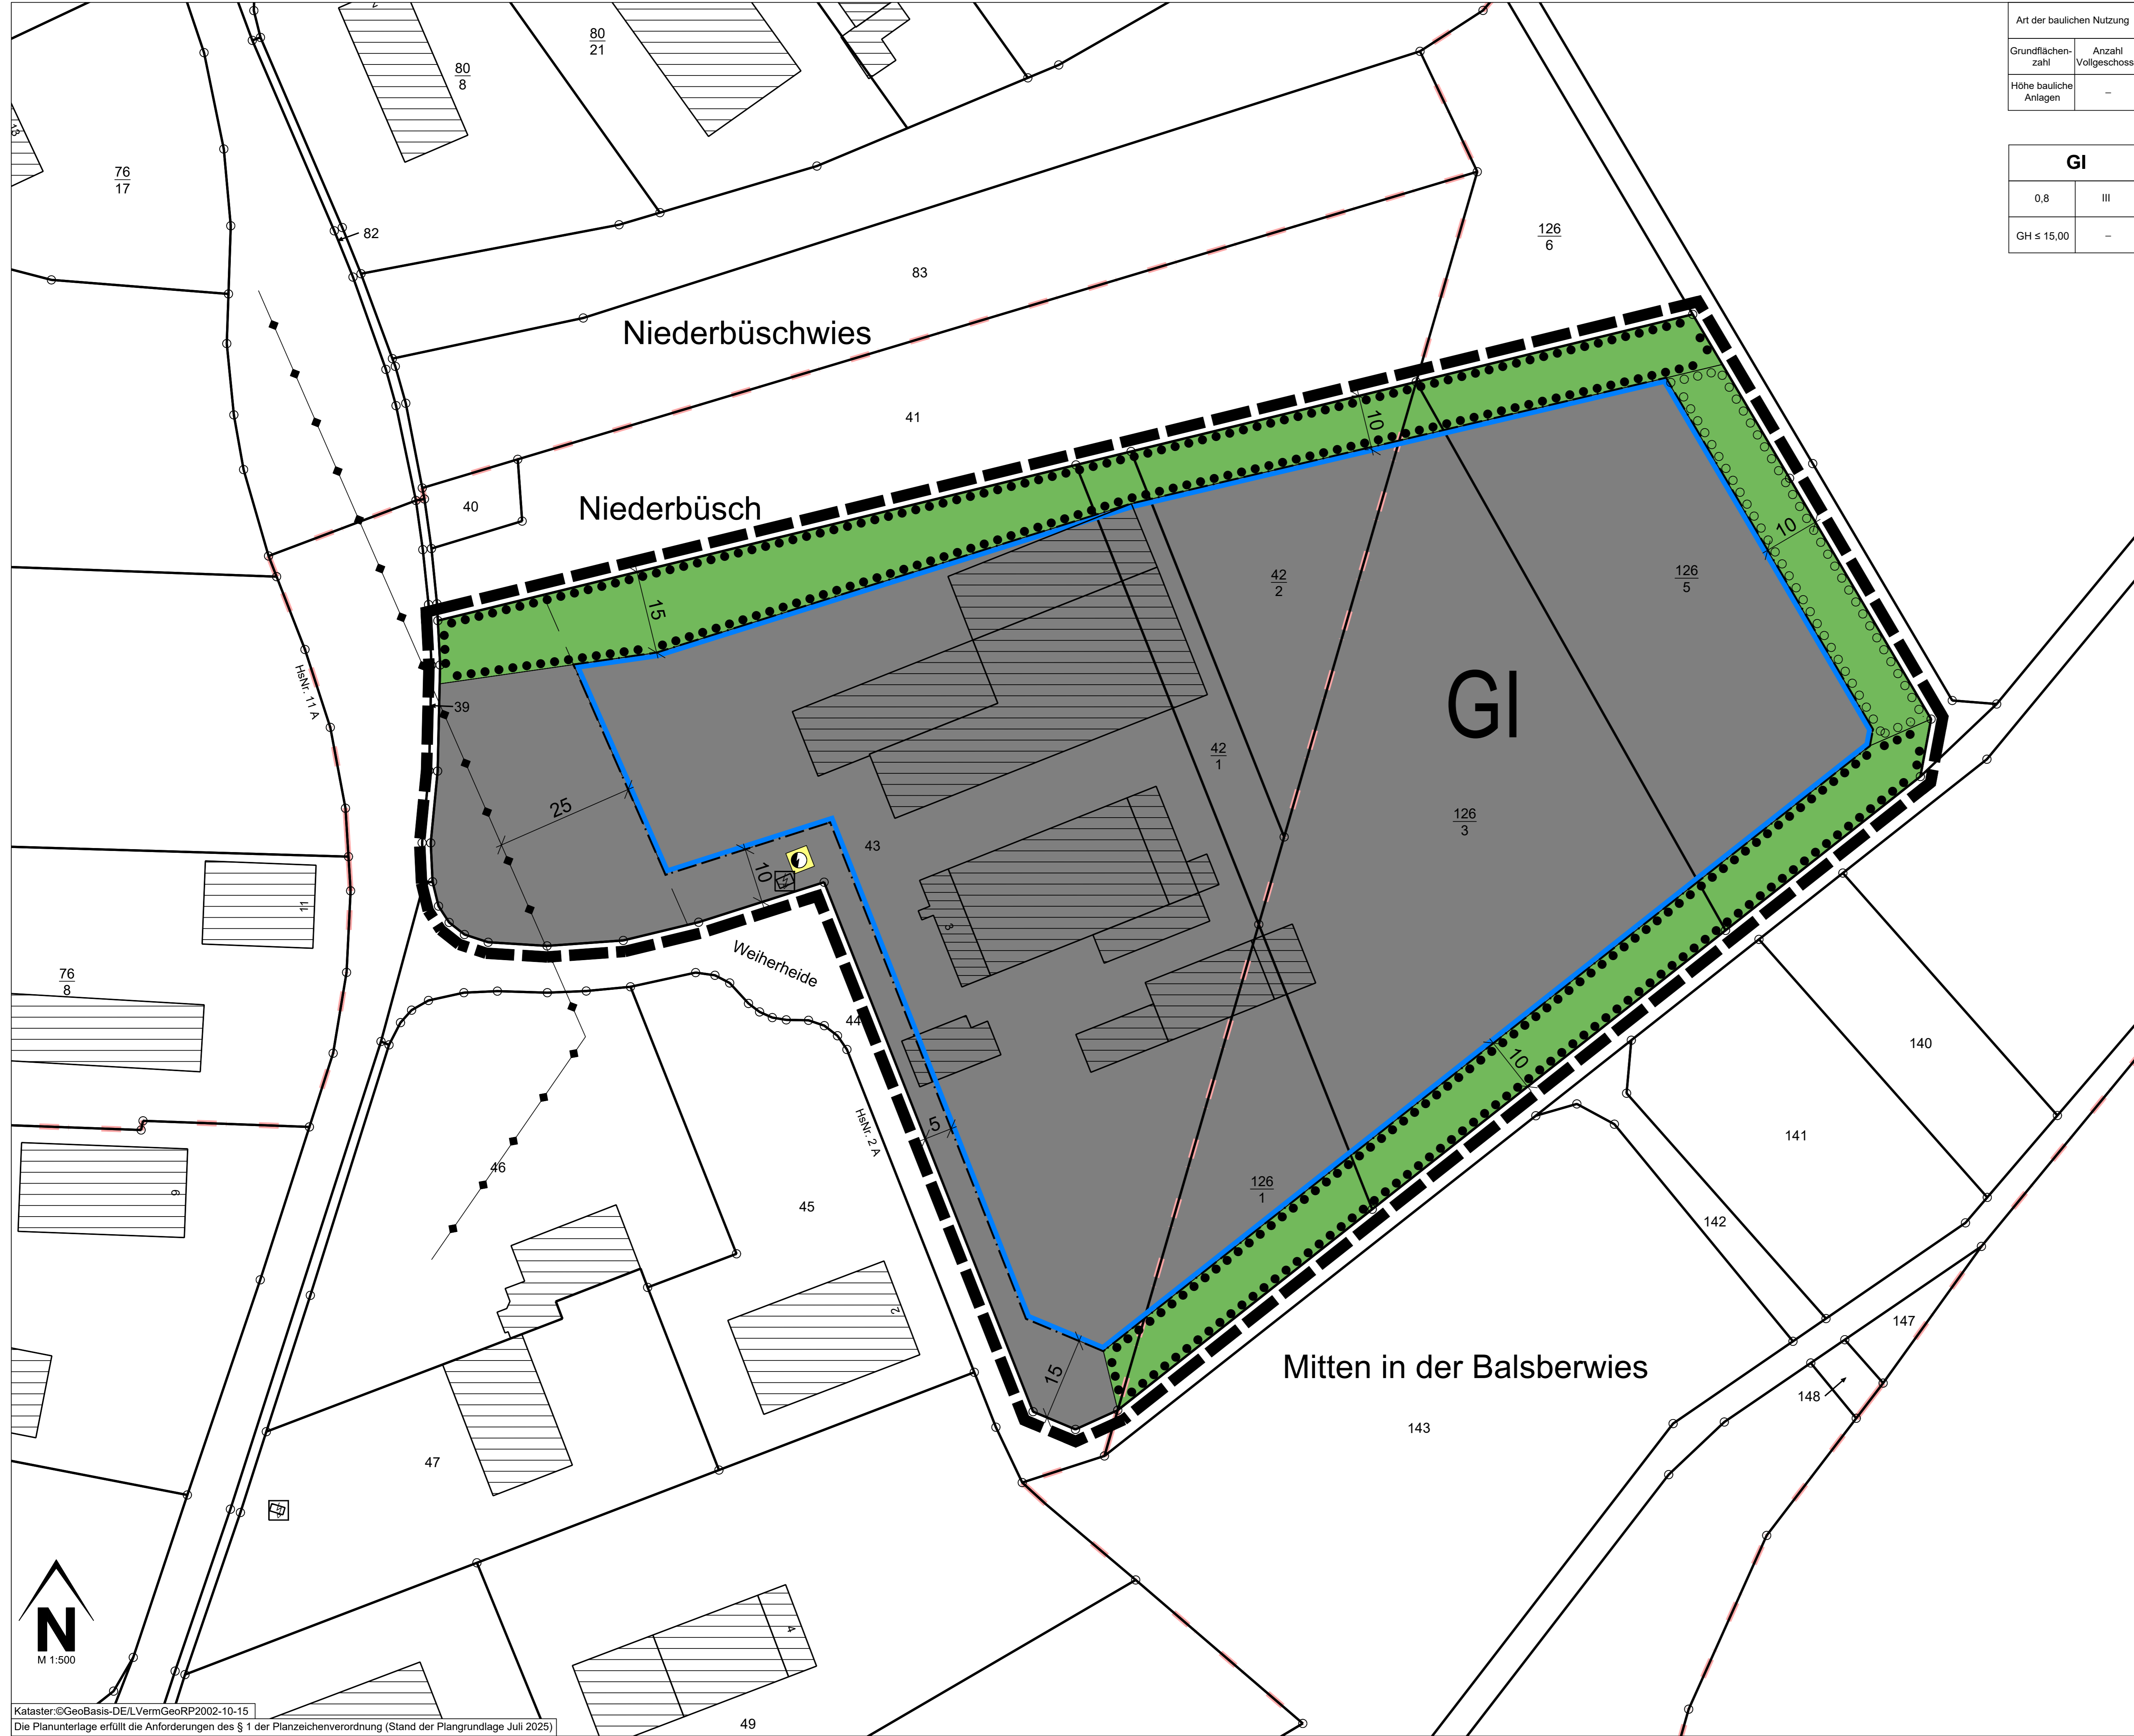 Art der baulichen Nutzung
Grundflächen-
zahl
Anzahl
Vollgeschoss
Höhe bauliche
Anlagen
–
GI
0,8
III
GH ≤ 15,00
–
80
21
80
8
13
76
17
82
83
126
6
Niederbüschwies
41
10
40
Niederbüsch
15
10
42
2
126
5
HsNr. 11 A
39
GI
42
1
25
126
3
43
10
11
3
Weiherheide
76
8
44
140
10
HsNr. 2 A
5
141
46
126
1
6
45
142
2
147
Mitten in der Balsberwies
15
148
143
47
4
N
M 1:500
Kataster:©GeoBasis-DE/LVermGeoRP2002-10-15
Die Planunterlage erfüllt die Anforderungen des § 1 der Planzeichenverordnung (Stand der Plangrundlage Juli 2025)
49